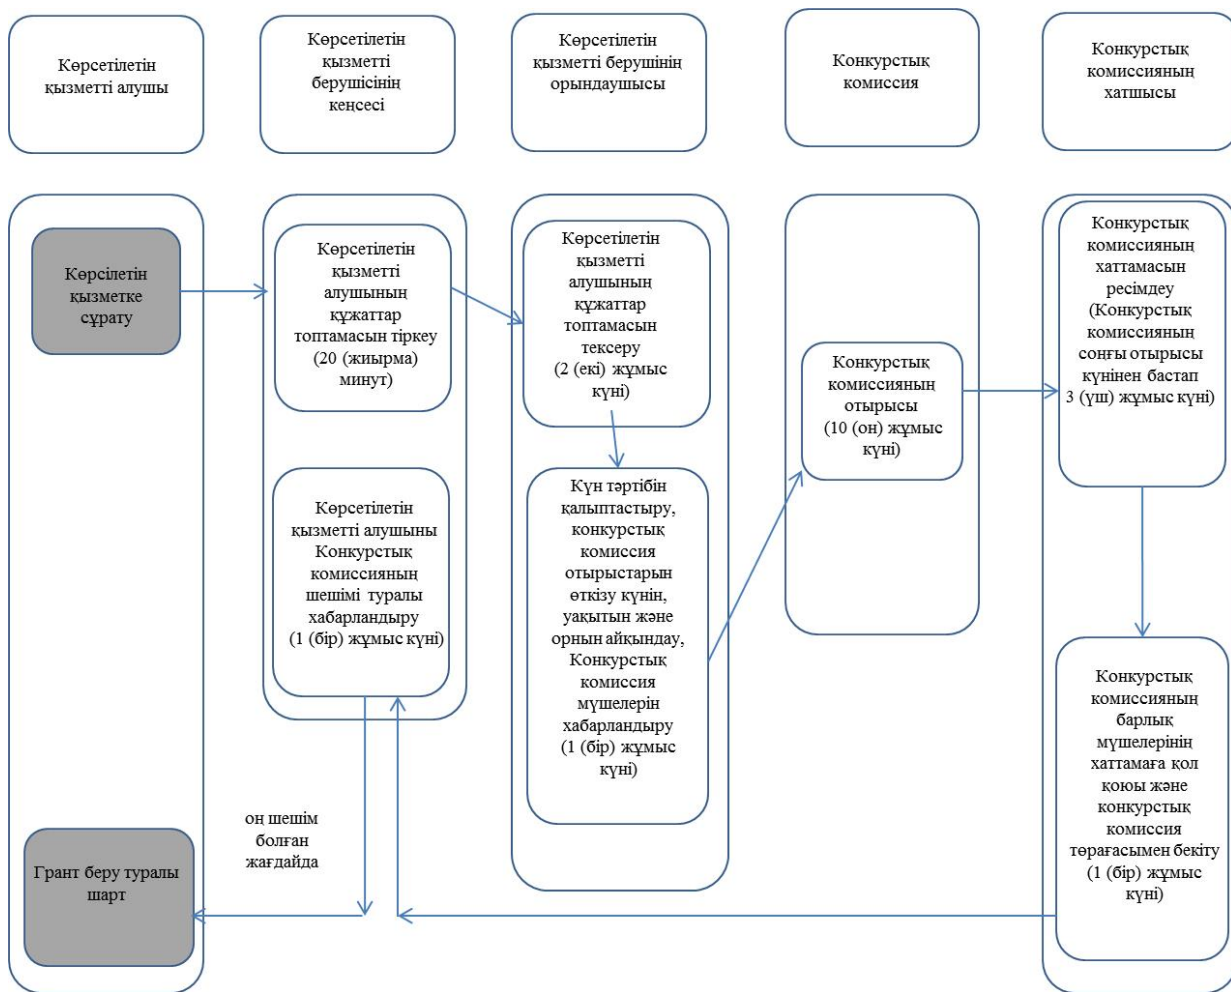 Көрсетілетін
қызметті алушы
Көрсетілетін
қызметті
берушісінің
кеңсесі
Көрсетілетін
қызметті берушінің
орындаушысы
Конкурстық
комиссия
Конкурстық
комиссияның
хатшысы
Көрсілетін
қызметке
сұрату
Көрсетілетін
қызметті
алушының
құжаттар
топтамасын тіркеу
(20 (жиырма)
минут)
Көрсетілетін
қызметті
алушының
құжаттар
топтамасын
тексеру
(2 (екі) жұмыс
күні)
Конкурстық
комиссияның
отырысы
(10 (он) жұмыс
күні)
Конкурстық
комиссияның
хаттамасын
ресімдеу
(Конкурстық
комиссияның
соңғы отырысы
күнінен бастап
3 (үш) жұмыс күні)
Көрсетілетін
қызметті алушыны
Конкурстық
комиссияның
шешімі туралы
хабарландыру
(1 (бір) жұмыс күні)
Күн тәртібін
қалыптастыру,
конкурстық
комиссия
отырыстарын
өткізу күнін,
уақытын және
орнын айқындау,
Конкурстық
комиссия
мүшелерін
хабарландыру
(1 (бір) жұмыс
күні)
Конкурстық
комиссияның
барлық
мүшелерінің
хаттамаға қол
қоюы және
конкурстық
комиссия
төрағасымен бекіту
(1 (бір) жұмыс
күні)
оң шешім
болған
жағдайда
Грант беру туралы
шарт